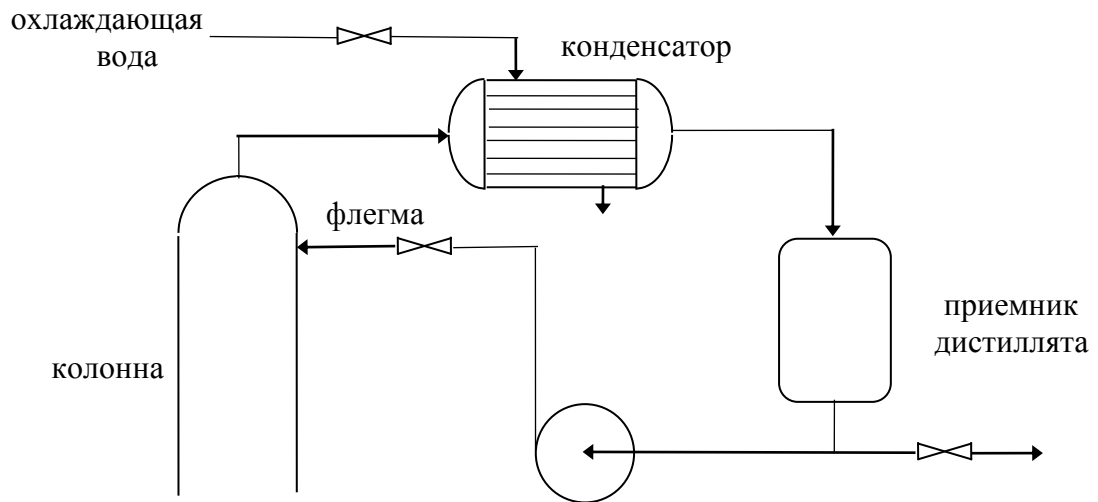 охлаждающая
вода
конденсатор
флегма
приемник
дистиллята
колонна